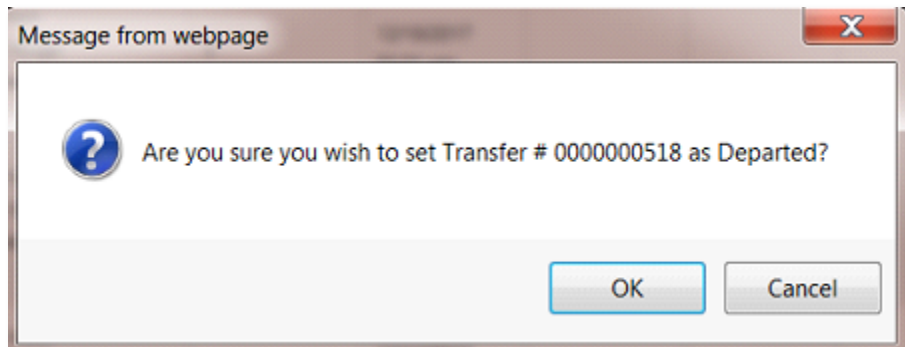 Message from webpage
Are you sure you wish to set Transfer # 0000000518 as Departed?
OK
Cancel